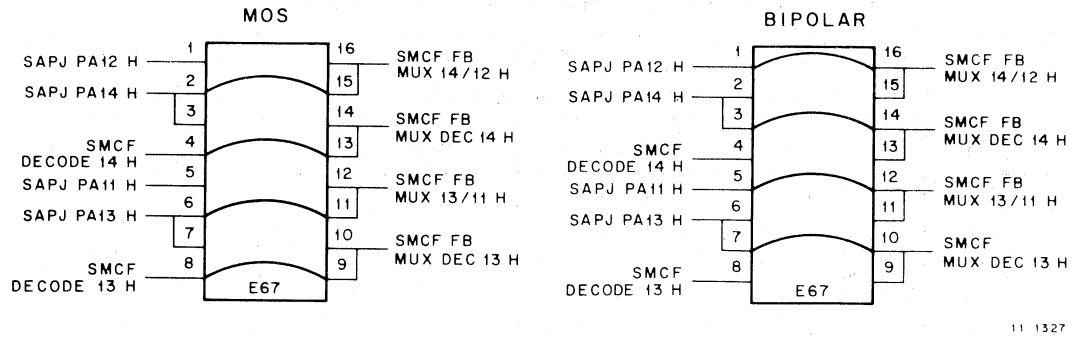 MOS
1
SAPJ PA12 H
2
SAPJ PA14 H
3
4
SMCF
DECODE 14 H
5
SAPJ PA11 H
6
SAPJ PA13 H
7
8
SMCF
DECODE 13 H
16
SMCF FB
MUX 14/12 H
15
14
SMCF FB
MUX DEC 14 H
13
12
SMCF FB
MUX 13/11 H
11
10
SMCF FB
MUX DEC 13 H
9
E67
BIPOLAR
1
SAPJ PA12 H
2
SAPJ PA14 H
3
4
SMCF
DECODE 14 H
5
SAPJ PA11 H
6
SAPJ PA13 H
7
8
SMCF
DECODE 13 H
16
SMCF FB
MUX 14/12 H
15
14
SMCF FB
MUX DEC 14 H
13
12
SMCF FB
MUX 13/11 H
11
10
SMCF
MUX DEC 13 H
9
E67
11 1327